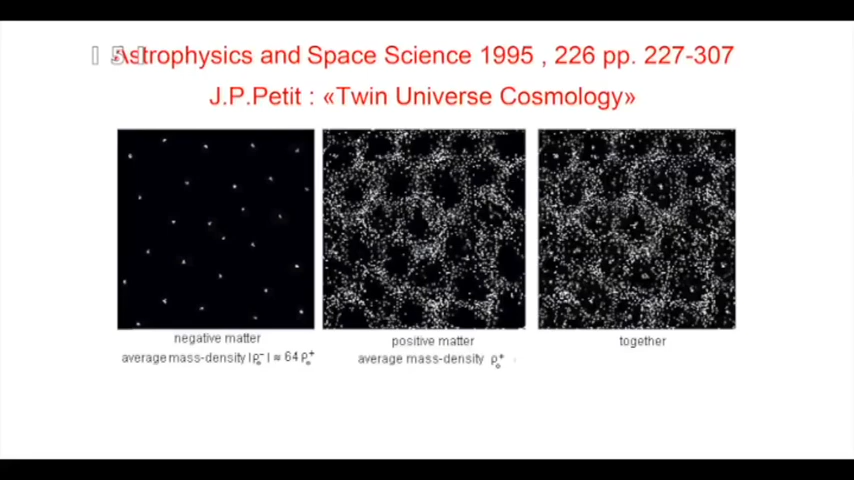 [ 5 ]
Astrophysics and Space Science 1995 , 226 pp. 227-307
J.P.Petit : «Twin Universe Cosmology»
negative matter
average mass-density |ρ₀⁻| ≈ 64 ρ₀⁺
positive matter
average mass-density ρ₀⁺
together